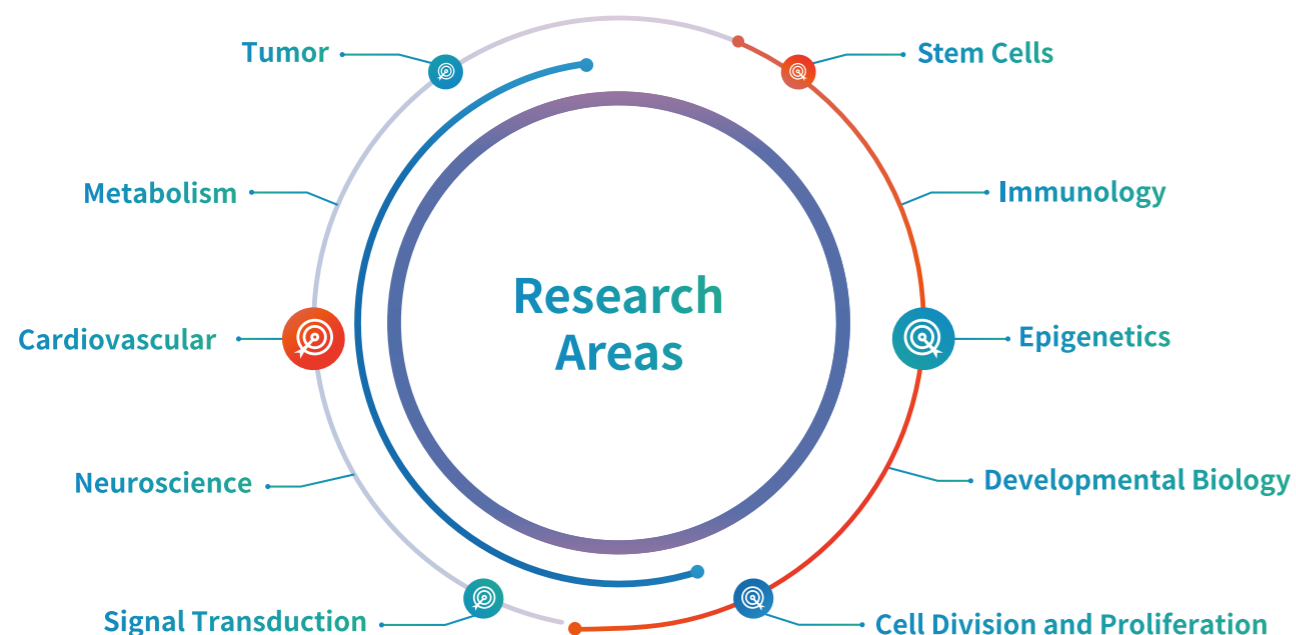 Tumor
Stem Cells
Metabolism
Immunology
Research
Areas
Cardiovascular
Epigenetics
Neuroscience
Developmental Biology
Signal Transduction
Cell Division and Proliferation